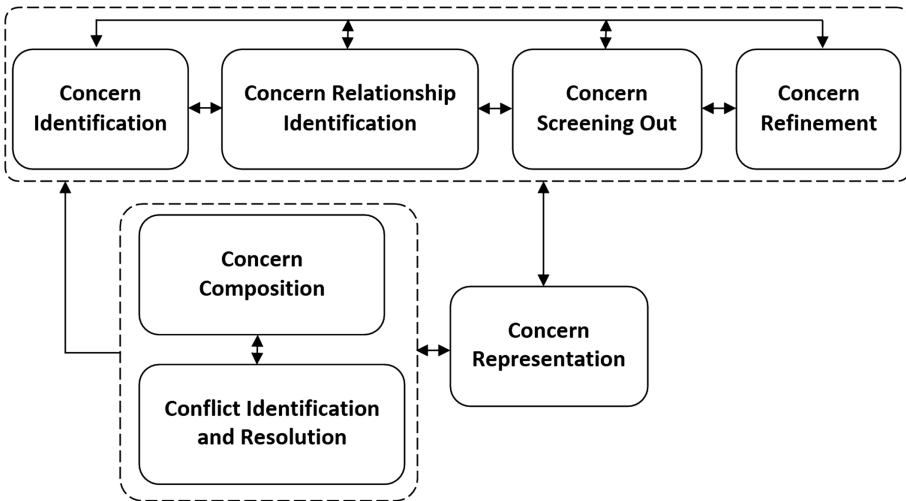 Concern
Identification
Concern Relationship
Identification
Concern
Screening Out
Concern
Refinement
Concern
Composition
Concern
Representation
Conflict Identification
and Resolution